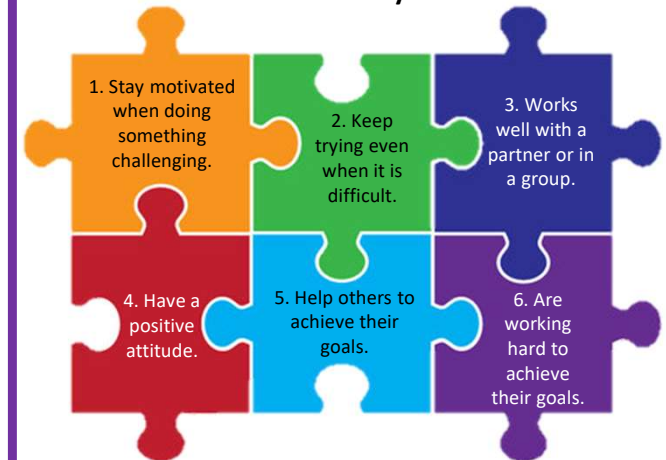 1. Stay motivated
when doing
something
challenging.
2. Keep
trying even
when it is
difficult.
3. Works
well with a
partner or in
a group.
4. Have a
positive
attitude.
5. Help others to
achieve their
goals.
6. Are
working
hard to
achieve
their goals.